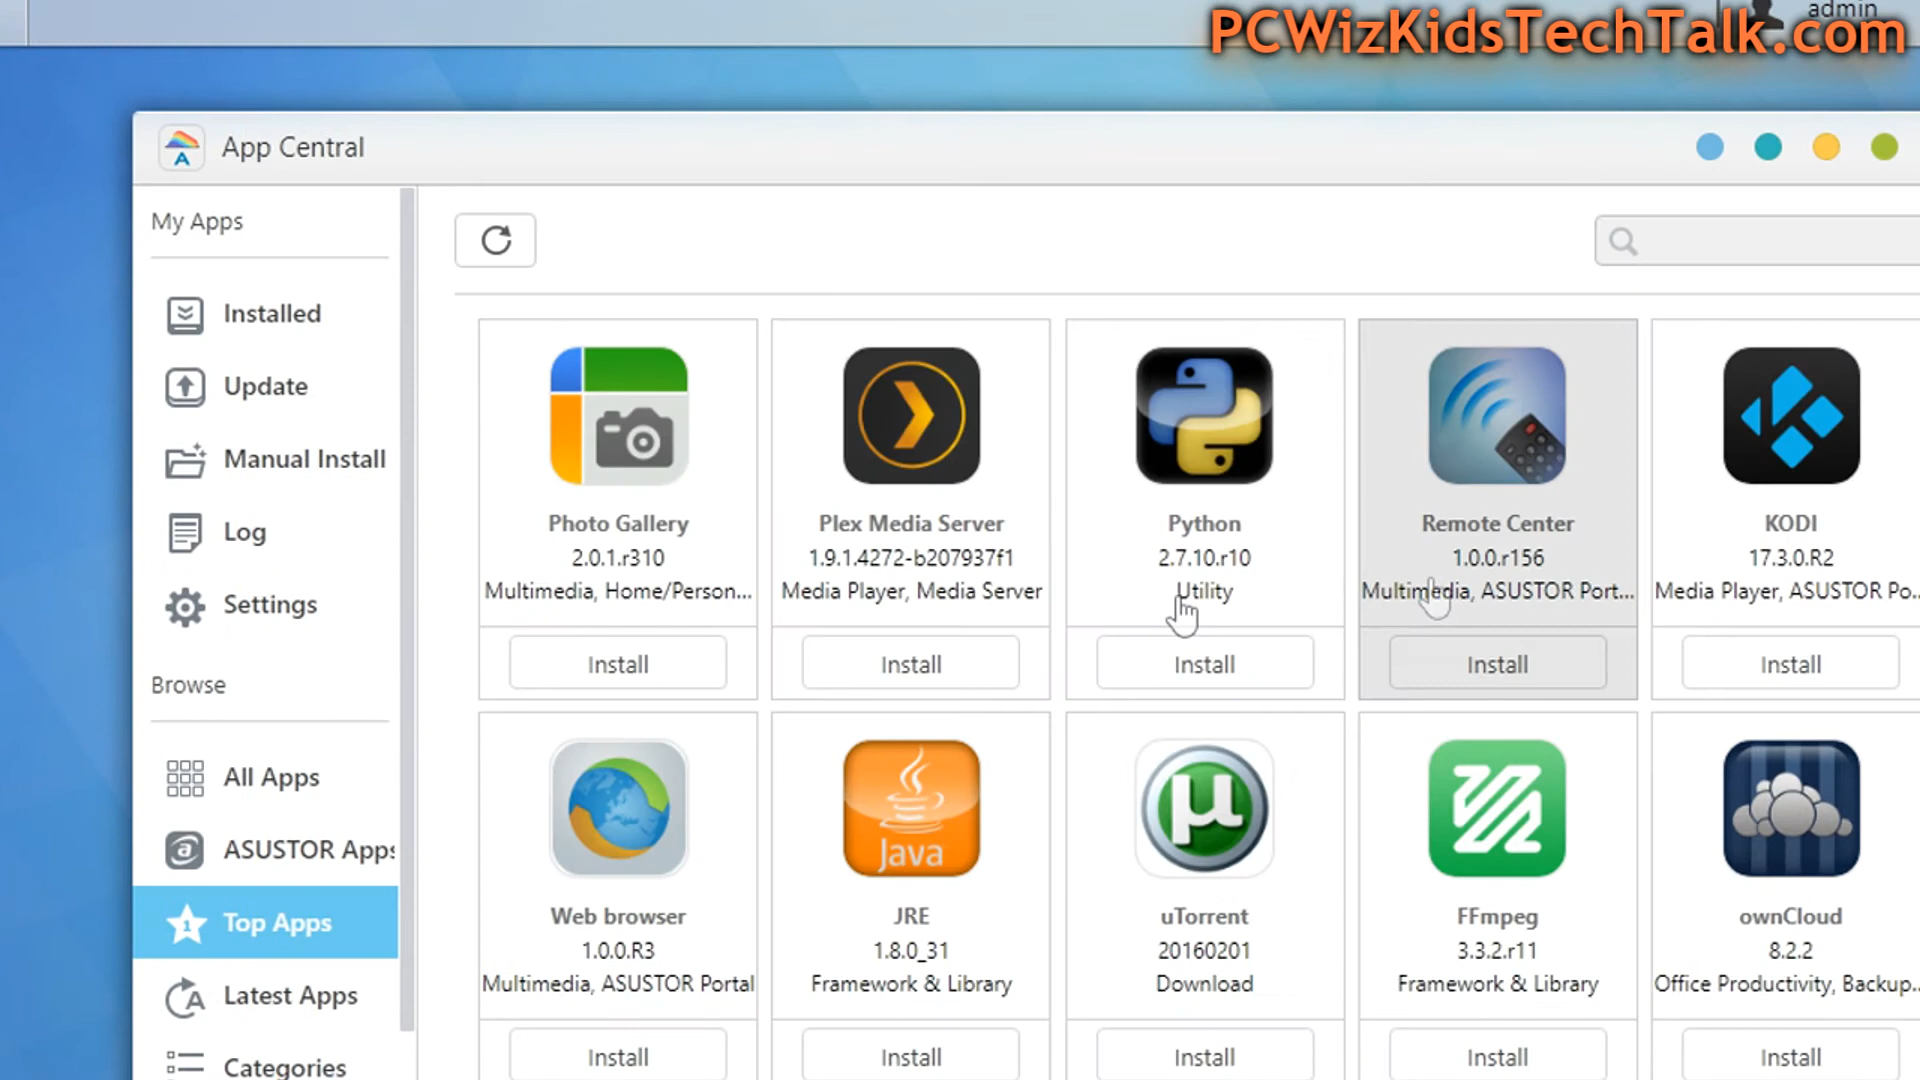 admin
PCWizKidsTechTalk.com
App Central
My Apps
Installed
Update
Manual Install
Log
Settings
Browse
All Apps
ASUSTOR Apps
Top Apps
Latest Apps
Categories
Photo Gallery
2.0.1.r310
Multimedia, Home/Person...
Install
Plex Media Server
1.9.1.4272-b207937f1
Media Player, Media Server
Install
Python
2.7.10.r10
Utility
Install
Remote Center
1.0.0.r156
Multimedia, ASUSTOR Port...
Install
KODI
17.3.0.R2
Media Player, ASUSTOR Po...
Install
Web browser
1.0.0.R3
Multimedia, ASUSTOR Portal
Install
Java
JRE
1.8.0_31
Framework & Library
Install
µ
uTorrent
20160201
Download
Install
FFmpeg
3.3.2.r11
Framework & Library
Install
ownCloud
8.2.2
Office Productivity, Backup...
Install